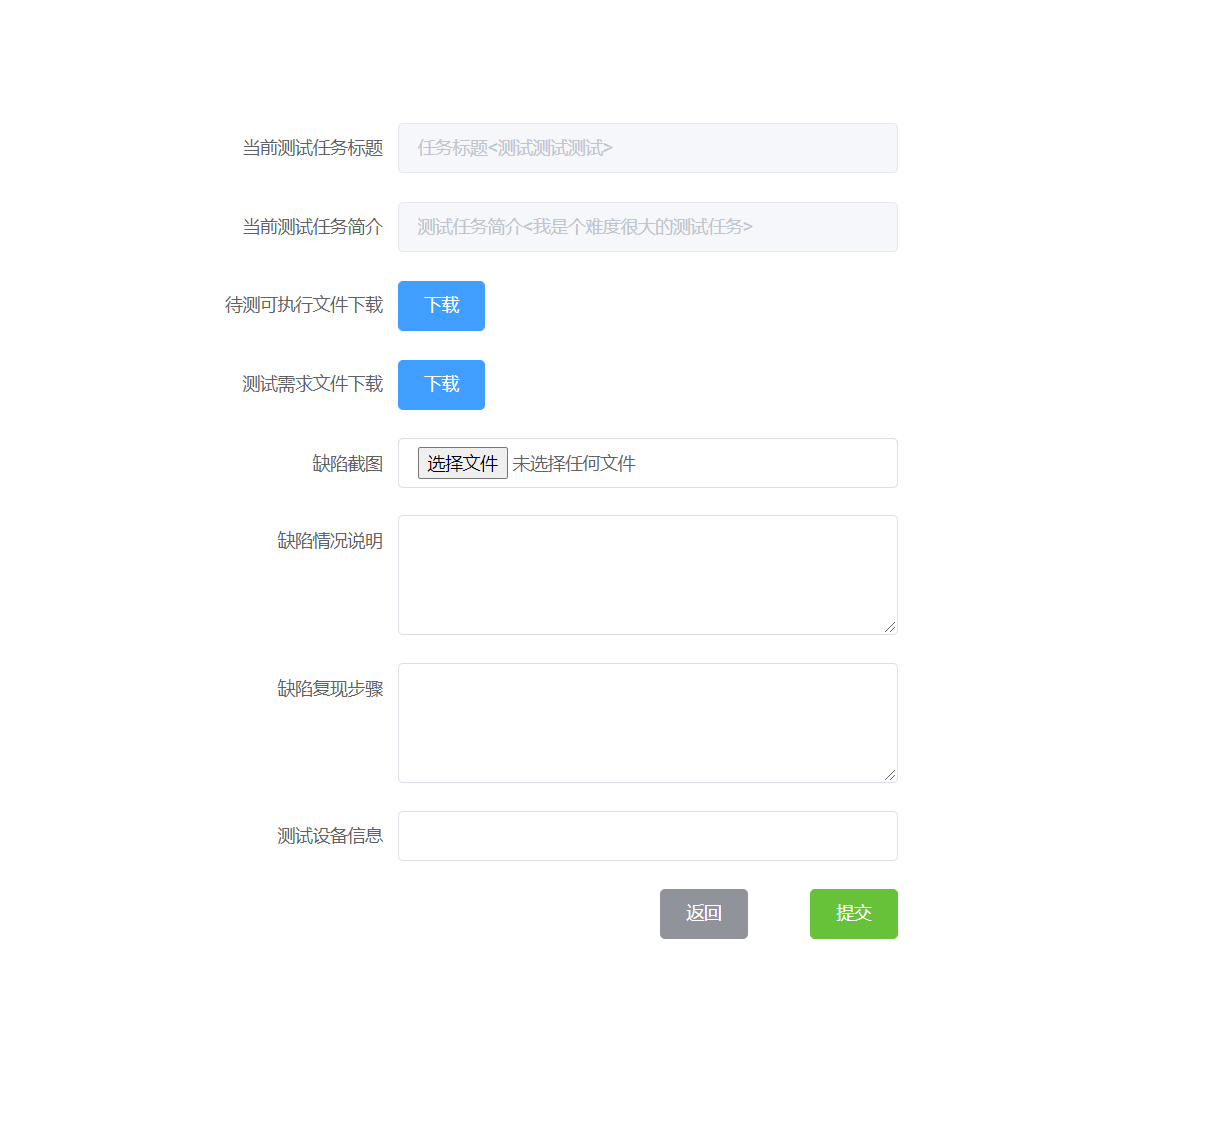 当前测试任务标题 任务标题<测试测试测试>
当前测试任务简介 测试任务简介<我是个难度很大的测试任务>
待测可执行文件下载 下载
测试需求文件下载 下载
缺陷截图 选择文件 未选择任何文件
缺陷情况说明
缺陷复现步骤
测试设备信息
返回 提交